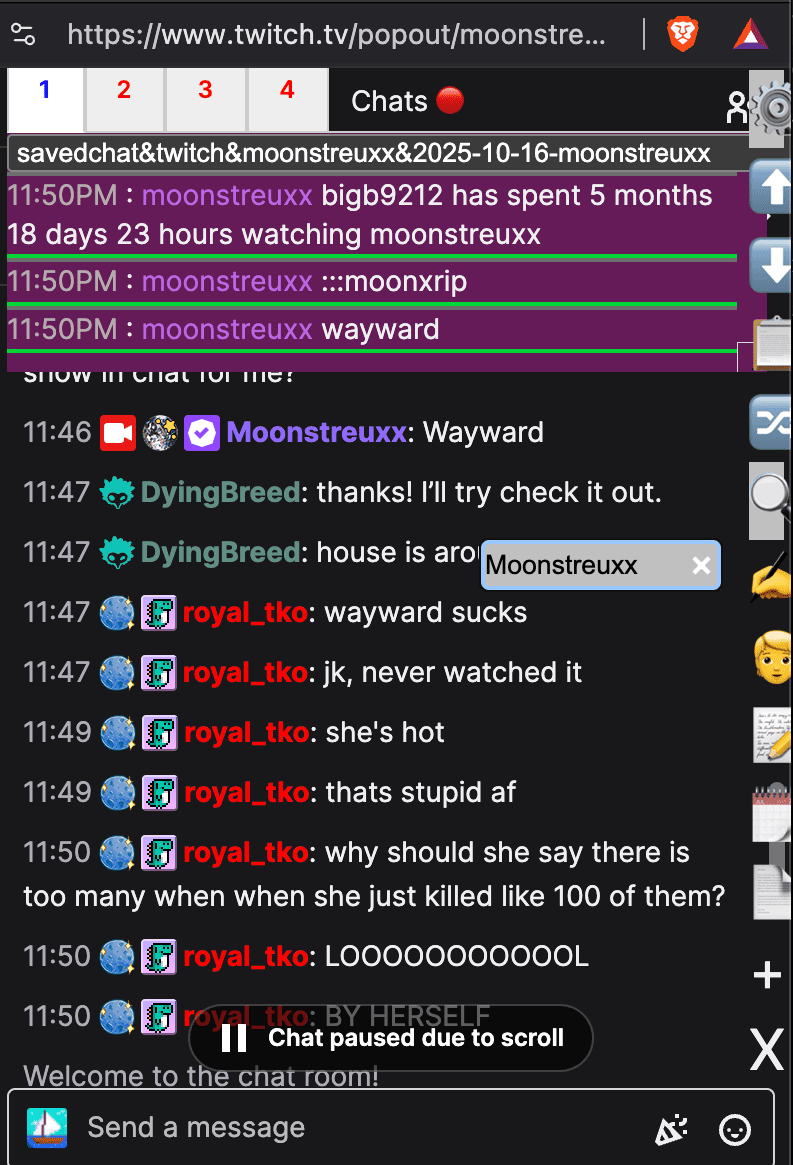 https://www.twitch.tv/popout/moonstre...
1 2 3 4 Chats
savedchat&twitch&moonstreuxx&2025-10-16-moonstreuxx
11:50PM : moonstreuxx bigb9212 has spent 5 months
18 days 23 hours watching moonstreuxx
11:50PM : moonstreuxx :::moonxrip
11:50PM : moonstreuxx wayward
show in chat for me?
11:46 Moonstreuxx: Wayward
11:47 DyingBreed: thanks! I’ll try check it out.
11:47 DyingBreed: house is arou
Moonstreuxx
11:47 royal_tko: wayward sucks
11:47 royal_tko: jk, never watched it
11:49 royal_tko: she's hot
11:49 royal_tko: thats stupid af
11:50 royal_tko: why should she say there is
too many when when she just killed like 100 of them?
11:50 royal_tko: LOOOOOOOOOOOL
11:50 royal_tko: BY HERSELF
Chat paused due to scroll
Welcome to the chat room!
Send a message